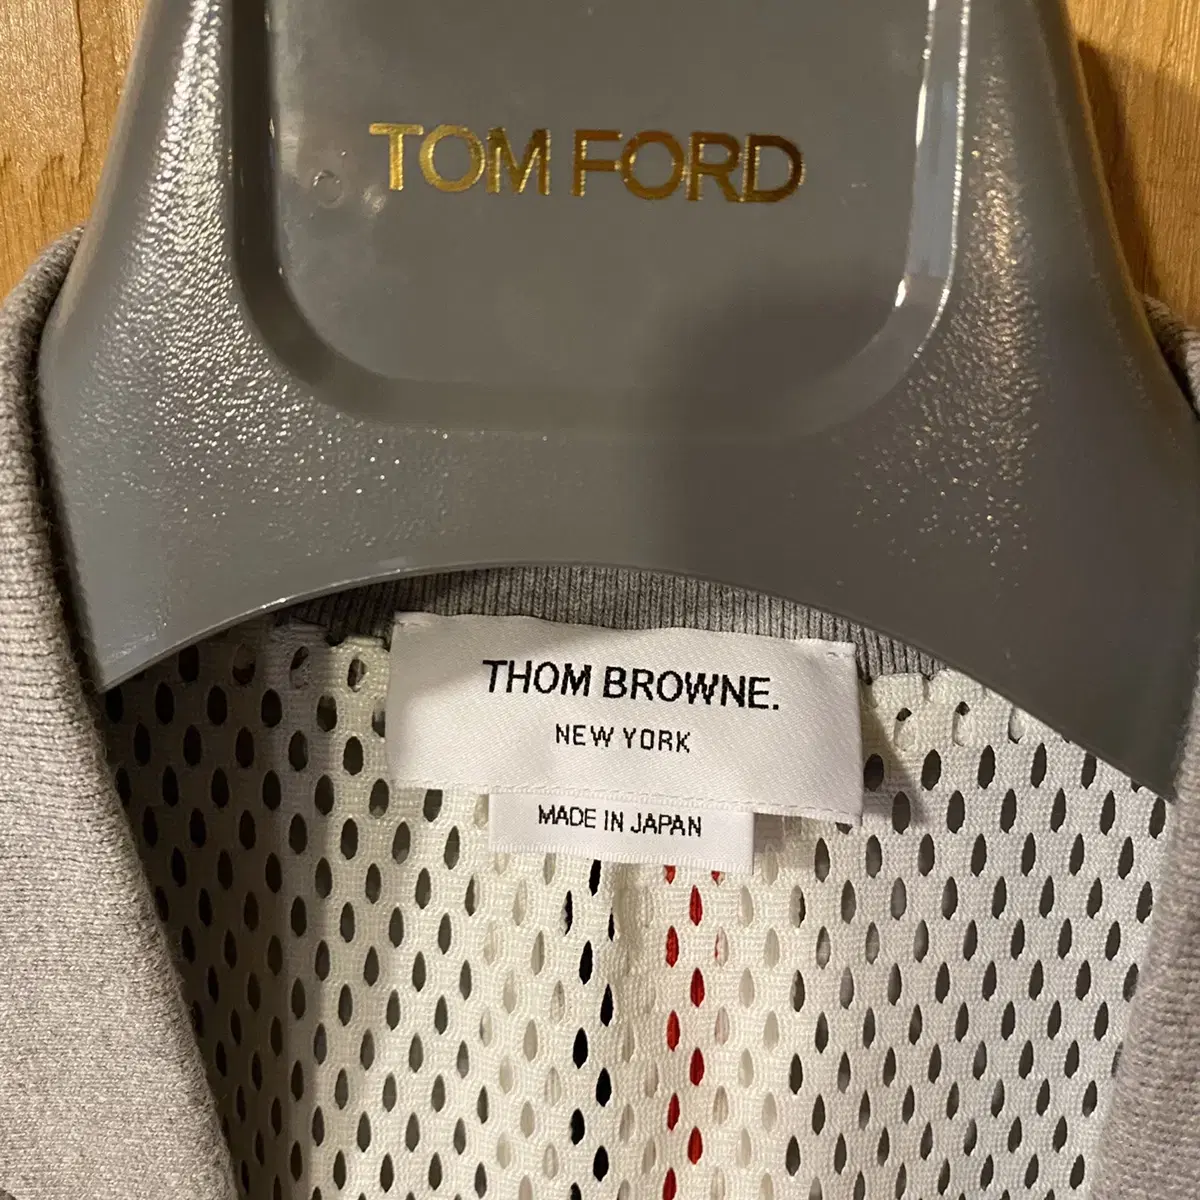 TOM FORD
THOM BROWNE.
NEW YORK
MADE IN JAPAN